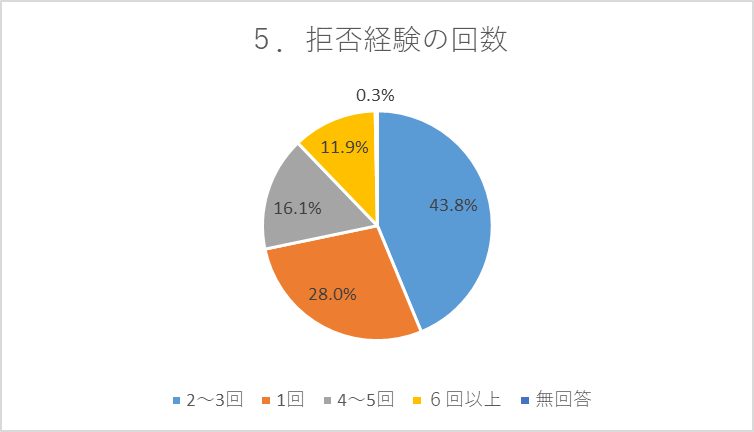 ５．拒否経験の回数
0.3%
11.9%
43.8%
16.1%
28.0%
2～3回 1回 4～5回 ６回以上 無回答